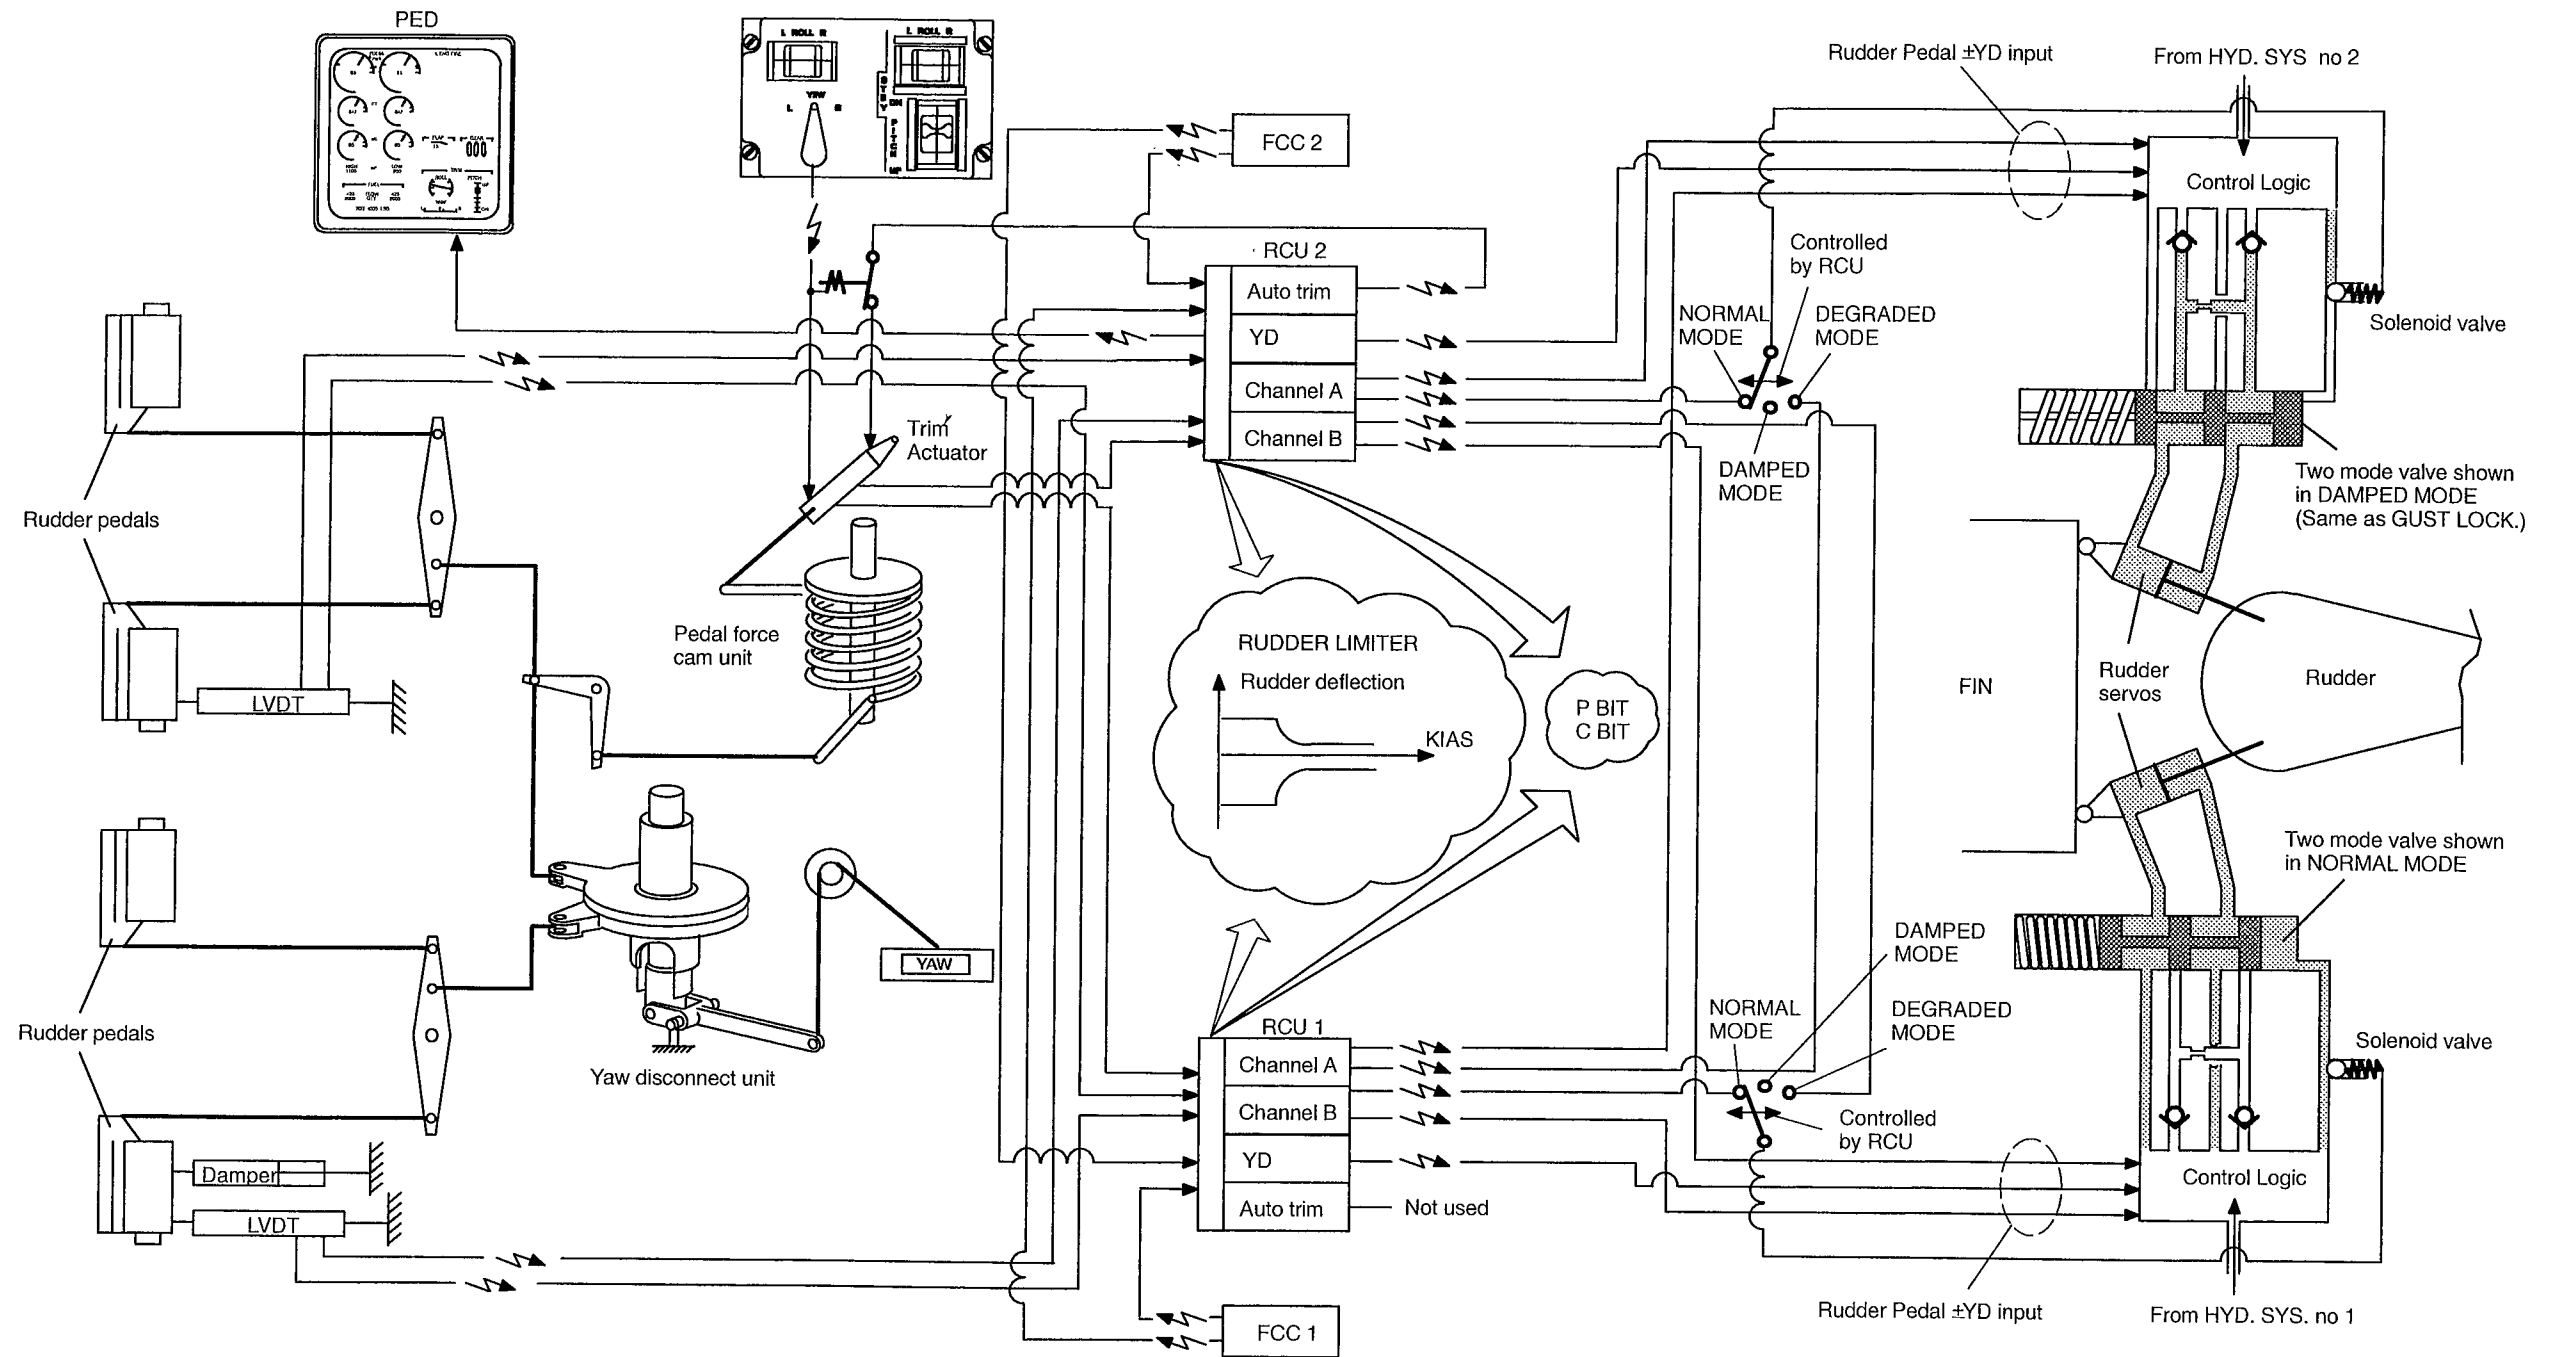 PED
L ROLL R
L ROLL R
YAW
L R
FCC 2
Rudder Pedal ±YD input
From HYD. SYS no 2
Control Logic
Solenoid valve
Controlled
by RCU
NORMAL
MODE
DEGRADED
MODE
DAMPED
MODE
RCU 2
Auto trim
YD
Channel A
Channel B
Two mode valve shown
in DAMPED MODE
(Same as GUST LOCK.)
Trim
Actuator
Rudder pedals
LVDT
Pedal force
cam unit
RUDDER LIMITER
Rudder deflection
KIAS
P BIT
C BIT
FIN
Rudder
servos
Rudder
Two mode valve shown
in NORMAL MODE
YAW
Yaw disconnect unit
Rudder pedals
Damper
LVDT
RCU 1
Channel A
Channel B
YD
Auto trim
Not used
FCC 1
DAMPED
MODE
NORMAL
MODE
DEGRADED
MODE
Controlled
by RCU
Solenoid valve
Control Logic
Rudder Pedal ±YD input
From HYD. SYS. no 1